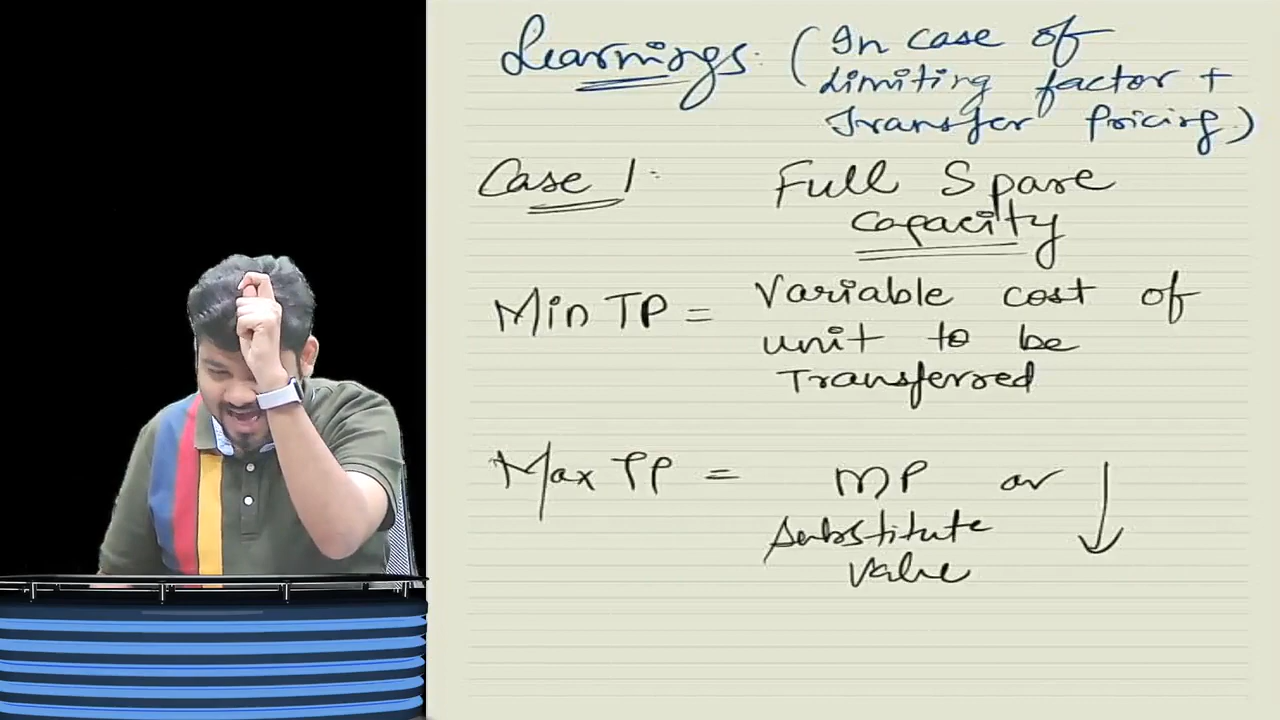 Learnings: (In case of
limiting factor +
Transfer Pricing)
Case 1:
Full Spare
Capacity
Min TP = Variable cost of
unit to be
Transferred
Max TP = MP or ↓
substitute
value